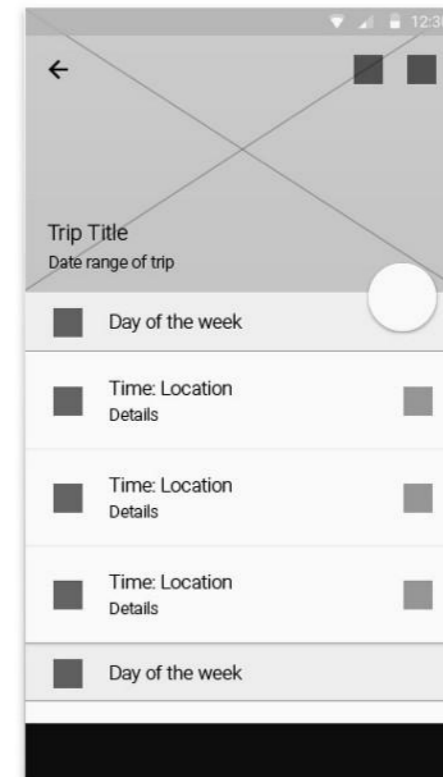 12:30
Trip Title
Date range of trip
Day of the week
Time: Location
Details
Time: Location
Details
Time: Location
Details
Day of the week